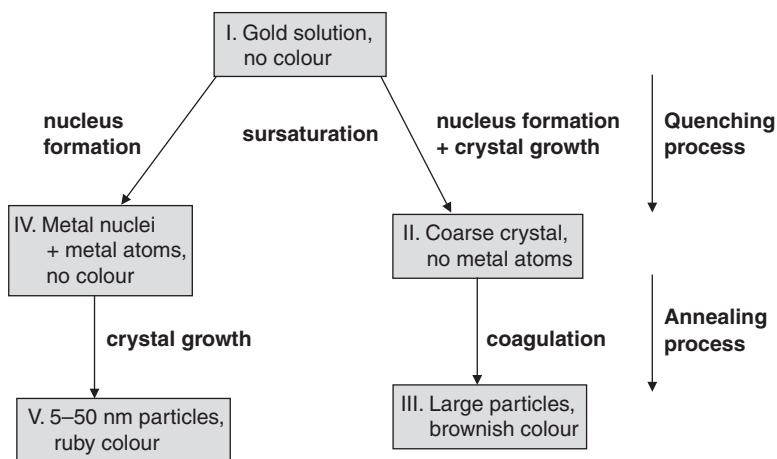 I. Gold solution,
no colour
nucleus
formation
sursaturation
nucleus formation
+ crystal growth
Quenching
process
IV. Metal nuclei
+ metal atoms,
no colour
II. Coarse crystal,
no metal atoms
crystal growth
coagulation
Annealing
process
V. 5–50 nm particles,
ruby colour
III. Large particles,
brownish colour